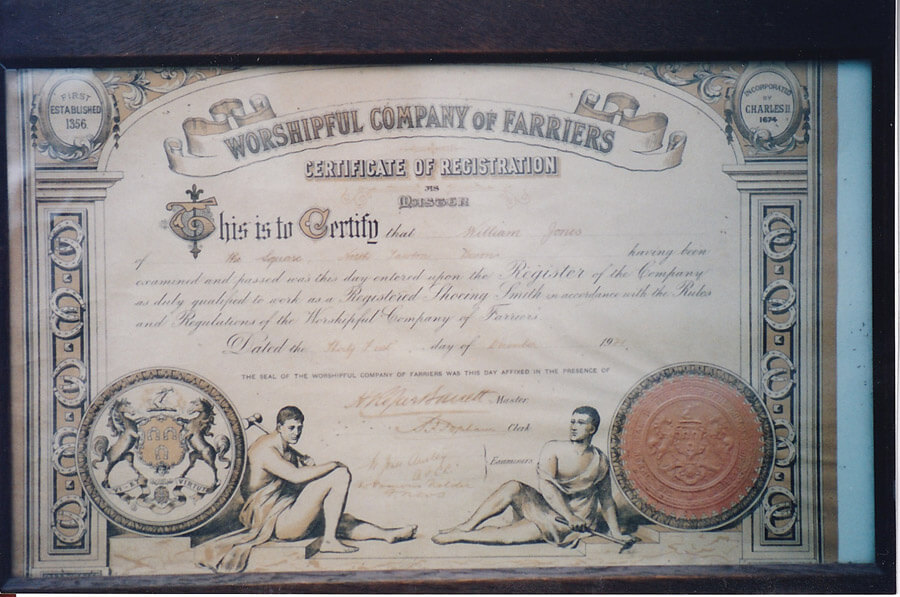 FIRST
ESTABLISHED
1356.
INCORPORATED
BY
CHARLES II
1674
WORSHIPFUL COMPANY OF FARRIERS
CERTIFICATE OF REGISTRATION
AS
MASTER
This is to Certify that William Jones
of The Square North Tawton Devon having been
examined and passed was this day entered upon the Register of the Company
as duly qualified to work as a Registered Shoeing Smith in accordance with the Rules
and Regulations of the Worshipful Company of Farriers
Dated the Thirty First day of December 19
THE SEAL OF THE WORSHIPFUL COMPANY OF FARRIERS WAS THIS DAY AFFIXED IN THE PRESENCE OF
Master
Clerk
Examiners
VIRTUTE